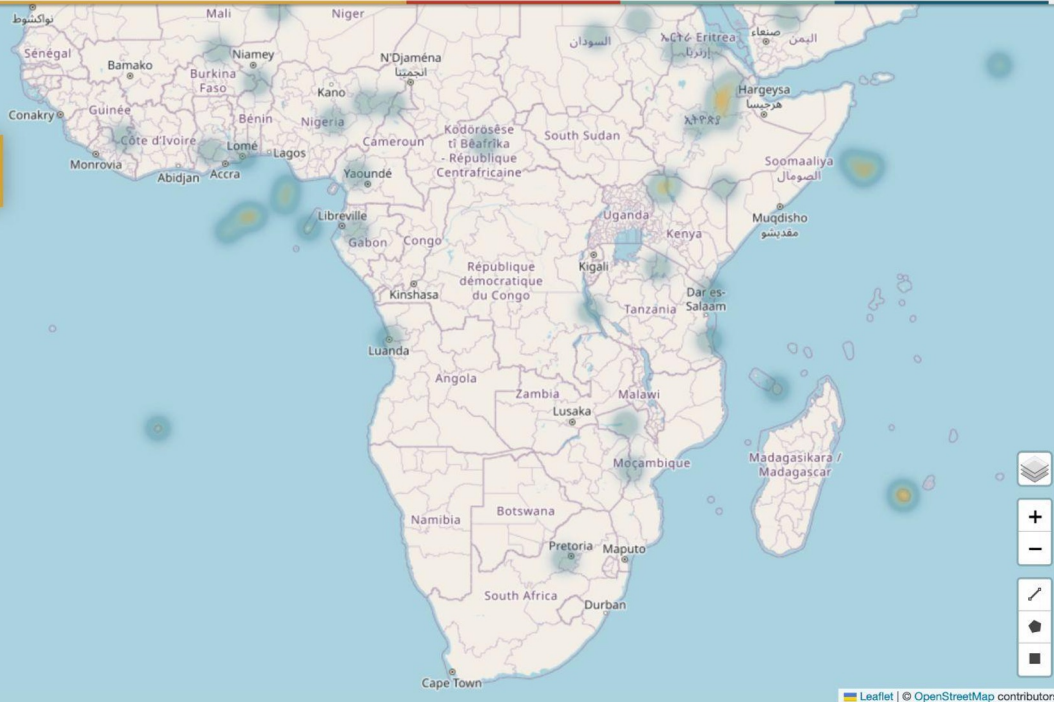 نواكشوط
Mali
Niger
صنعاء
اليمن
ኤርትራ Eritrea
إرتريا
السودان
Sénégal
Niamey
Bamako
N'Djaména
انجمينا
Burkina
Faso
Kano
Hargeysa
هرجيسا
Guinée
Conakry
Bénin
Nigeria
ኢትዮጵያ
Côte d'Ivoire
Cameroun
Ködörösêse
tî Bêafrîka
- République
Centrafricaine
South Sudan
Lomé
Lagos
Monrovia
Abidjan
Accra
Yaoundé
Soomaaliya
الصومال
Libreville
Uganda
Muqdisho
مقديشو
Gabon
Congo
Kenya
République
démocratique
du Congo
Kigali
Kinshasa
Dar es-
Salaam
Tanzania
Luanda
Angola
Zambia
Malawi
Lusaka
Moçambique
Madagasikara /
Madagascar
Namibia
Botswana
Pretoria
Maputo
South Africa
Durban
Cape Town
+
−
Leaflet | © OpenStreetMap contributors